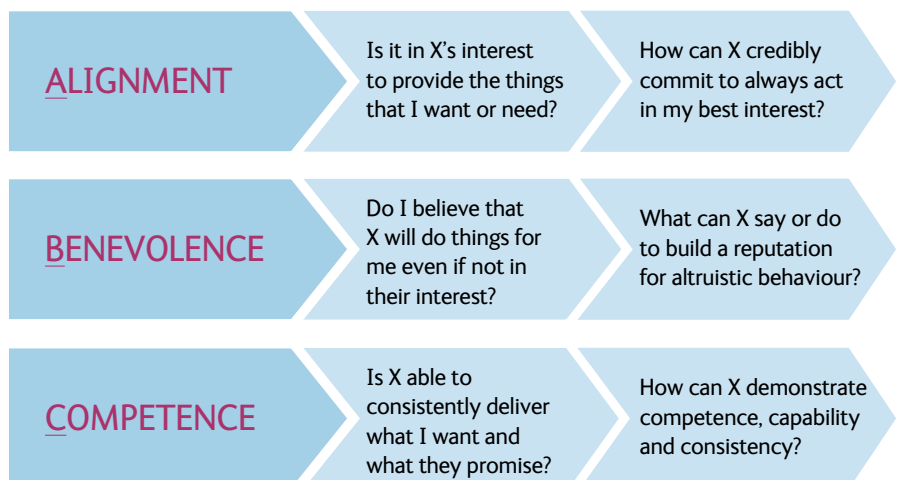 ALIGNMENT
Is it in X's interest
to provide the things
that I want or need?
How can X credibly
commit to always act
in my best interest?
BENEVOLENCE
Do I believe that
X will do things for
me even if not in
their interest?
What can X say or do
to build a reputation
for altruistic behaviour?
COMPETENCE
Is X able to
consistently deliver
what I want and
what they promise?
How can X demonstrate
competence, capability
and consistency?